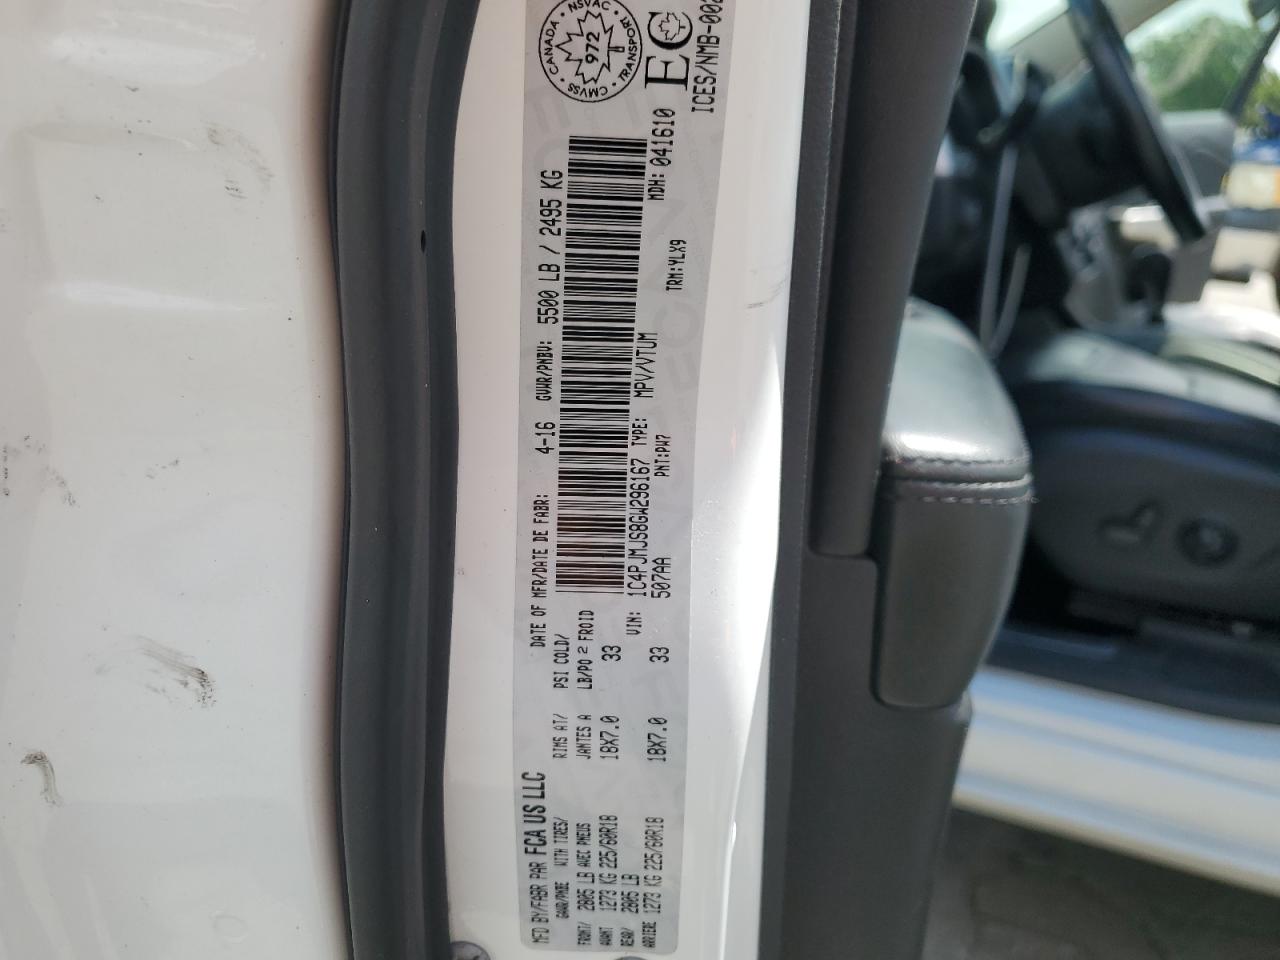 MFD BY/FABR PAR FCA US LLC
DATE OF MFR/DATE DE FABR: 4-16 GVWR/PNBV: 5500 LB / 2495 KG
GAWR/PNBE WITH TIRES/ RIMS AT/ PSI COLD/
FRONT/ 2805 LB AVEC PNEUS JANTES A LB/PO 2 FROID
AVANT 1273 KG 225/60R18 18X7.0 33
REAR/ 2805 LB
ARRIERE 1273 KG 225/60R18 18X7.0 33
VIN: 1C4PJMJS8GW296167 TYPE: MPV/VTUM
507AA PNT:PW7 TRM:YLX9 MDH: 041610
CANADA NSVAC TRANSPORT CMVSS
972
EC
ICES/NMB-002